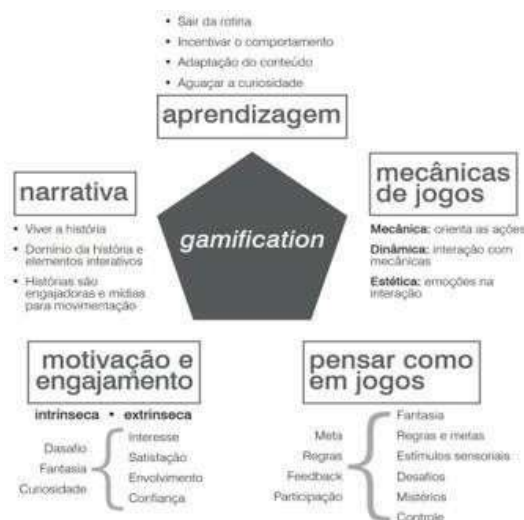 • Sair da rotina
• Incentivar o comportamento
• Adaptação do conteúdo
• Aguaçar a curiosidade
aprendizagem
narrativa
• Viver a história
• Domínio da história e
elementos interativos
• Histórias são
engajadoras e mídias
para movimentação
gamification
mecânicas
de jogos
Mecânica: orienta as ações
Dinâmica: interação com
mecânicas
Estética: emoções na
interação
motivação e
engajamento
intrínseca • extrínseca
Dasafio
Fantasia
Curiosidade
Interesse
Satisfação
Envolvimento
Confiança
pensar como
em jogos
Meta
Regras
Feedback
Participação
Fantasia
Regras e metas
Estímulos sensoriais
Desafios
Mistérios
Controle